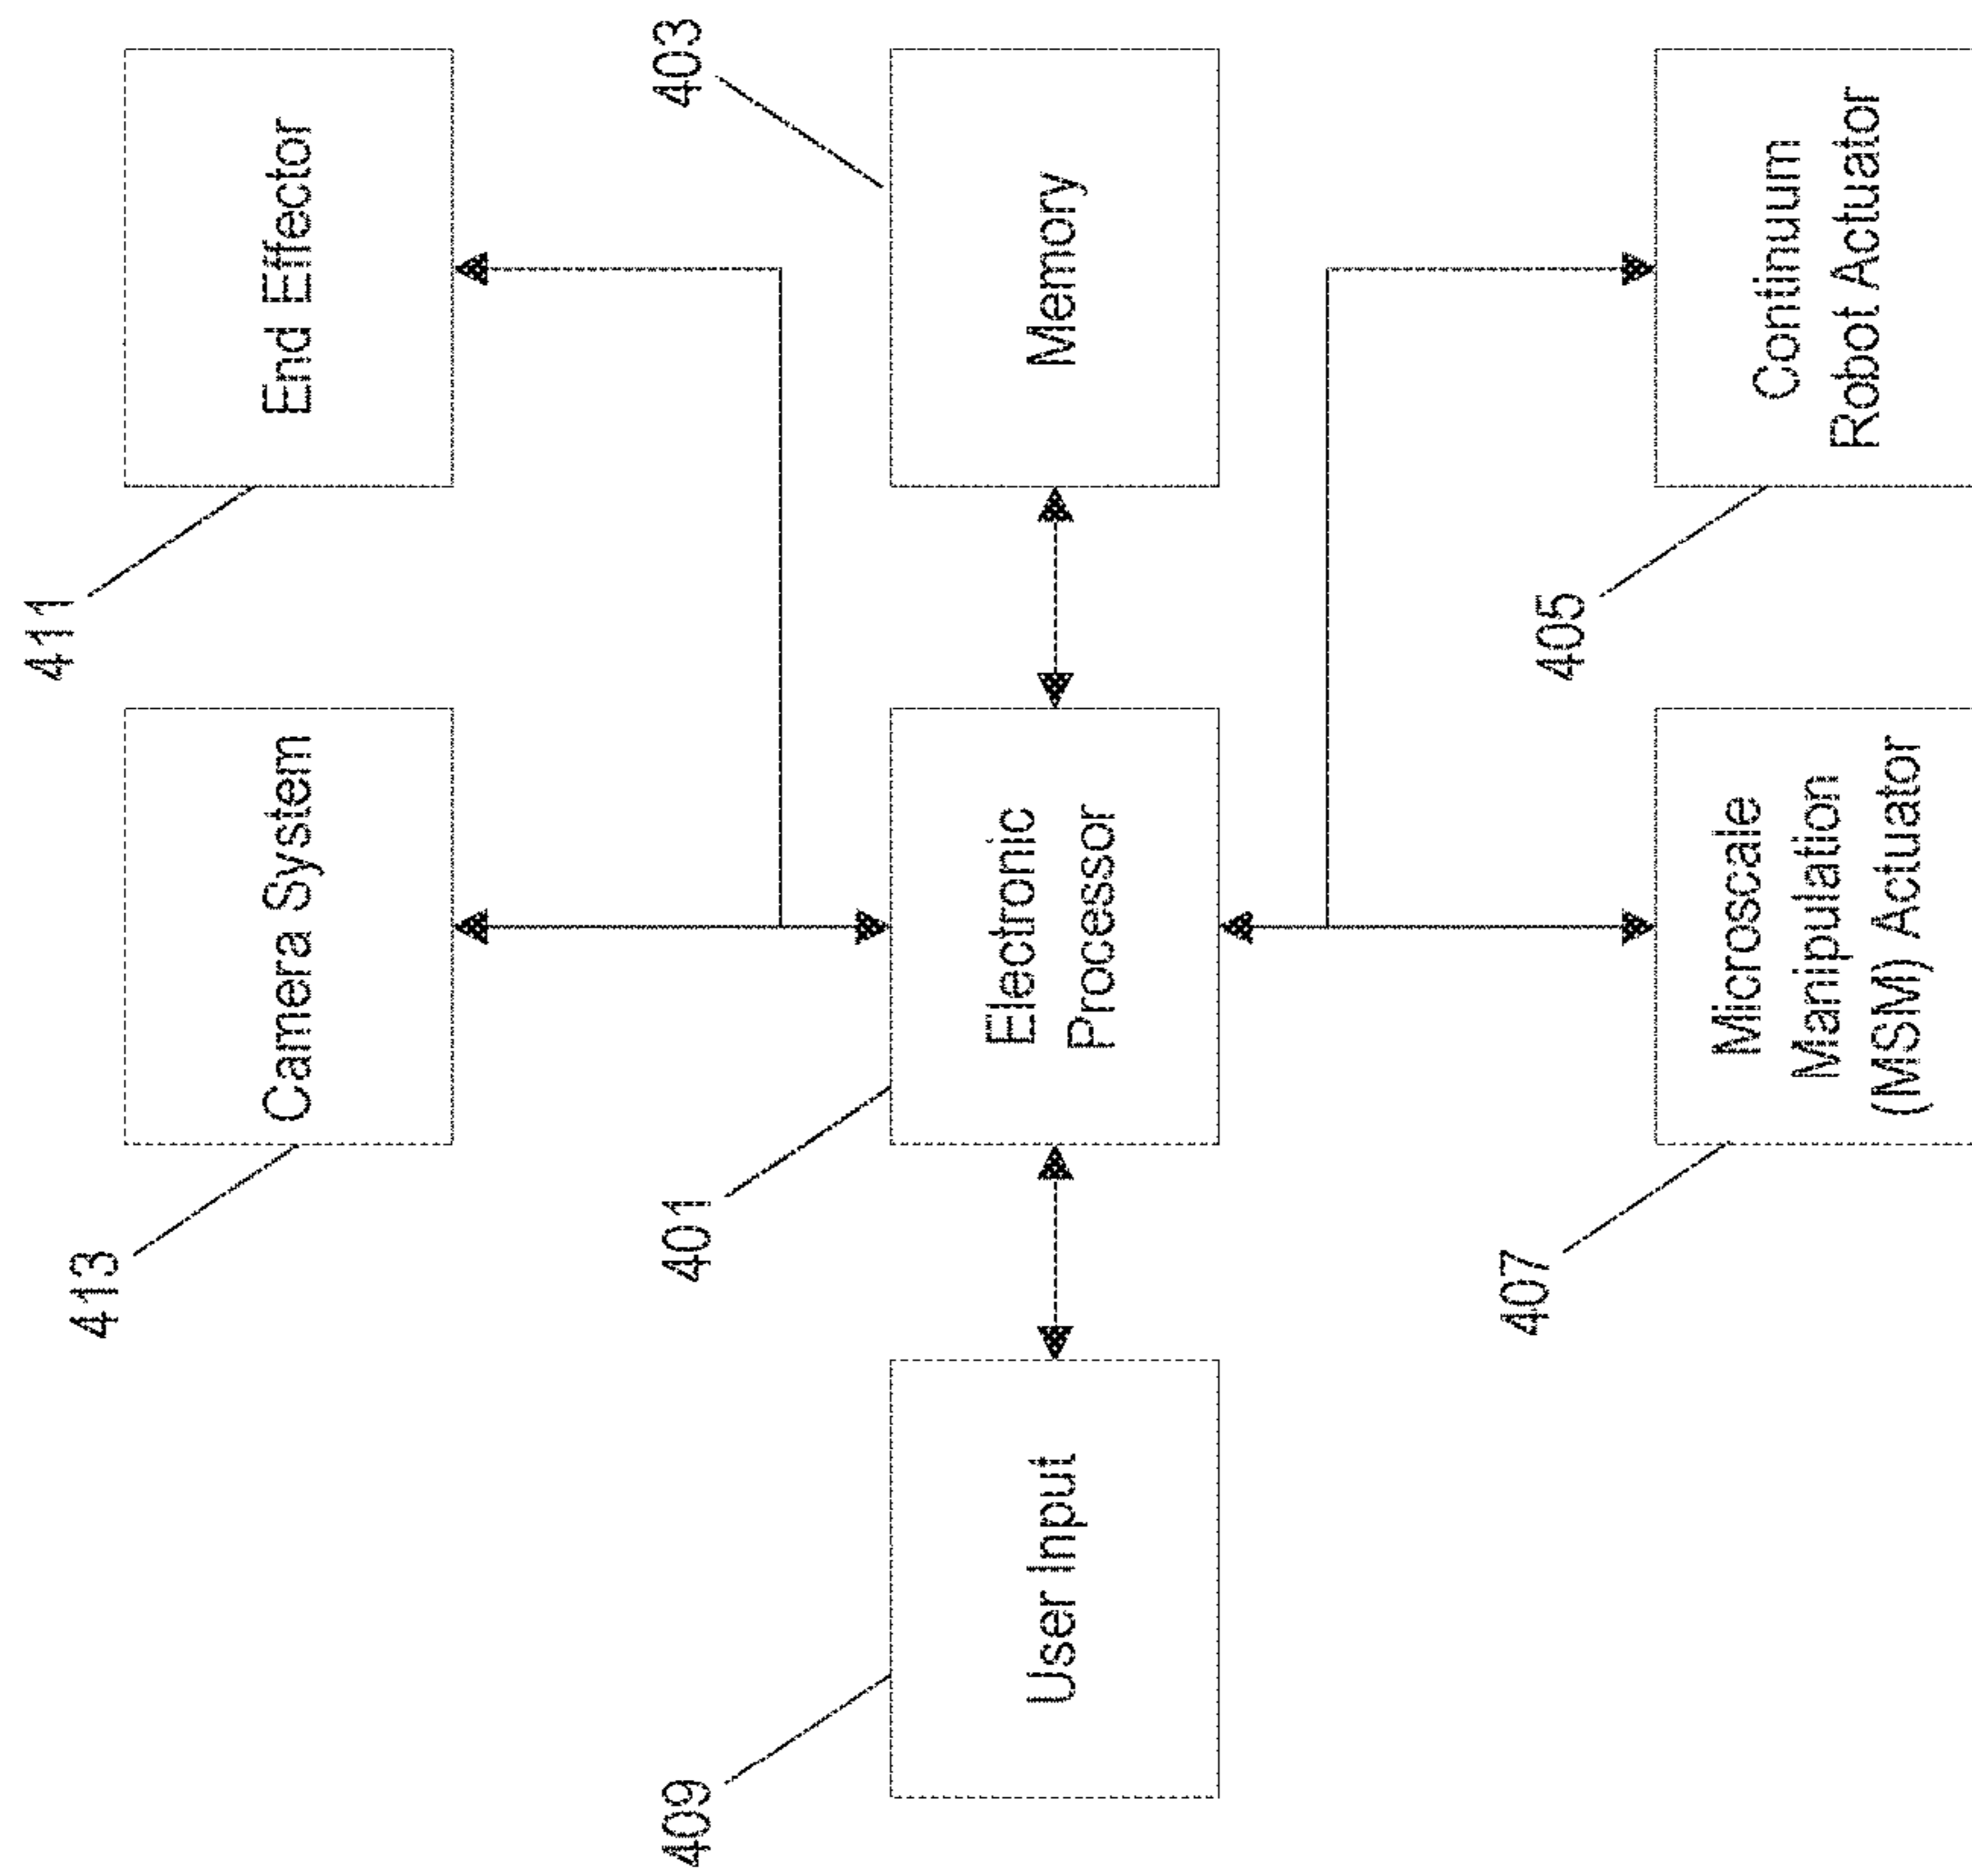 413
411
Camera System
End Effector
409
401
403
User Input
Electronic
Processor
Memory
407
405
Microscale
Manipulation
(MSM) Actuator
Continuum
Robot Actuator